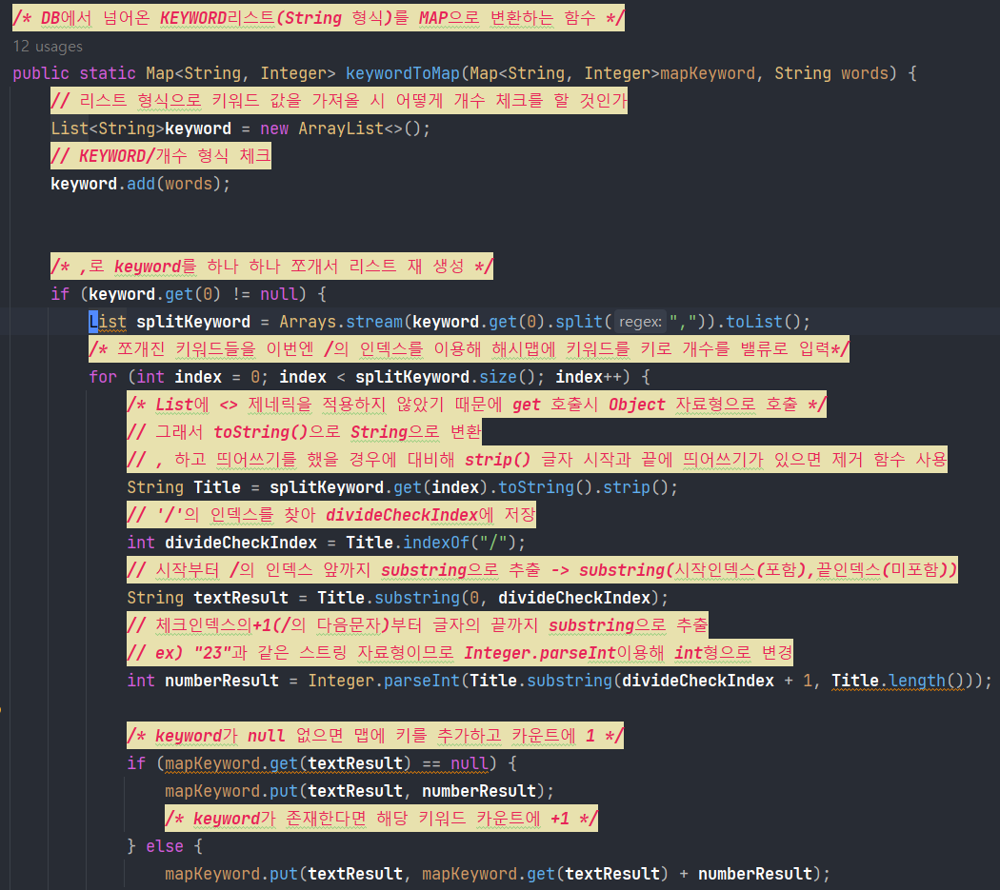 /* DB에서 넘어온 KEYWORD리스트(String 형식)를 MAP으로 변환하는 함수 */
12 usages
public static Map<String, Integer> keywordToMap(Map<String, Integer>mapKeyword, String words) {
// 리스트 형식으로 키워드 값을 가져올 시 어떻게 개수 체크를 할 것인가
List<String>keyword = new ArrayList<>();
// KEYWORD/개수 형식 체크
keyword.add(words);
/* ,로 keyword를 하나 하나 쪼개서 리스트 재 생성 */
if (keyword.get(0) != null) {
List splitKeyword = Arrays.stream(keyword.get(0).split( regex: ",")).toList();
/* 쪼개진 키워드들을 이번엔 /의 인덱스를 이용해 해시맵에 키워드를 키로 개수를 밸류로 입력*/
for (int index = 0; index < splitKeyword.size(); index++) {
/* List에 <> 제네릭을 적용하지 않았기 때문에 get 호출시 Object 자료형으로 호출 */
// 그래서 toString()으로 String으로 변환
// , 하고 띄어쓰기를 했을 경우에 대비해 strip() 글자 시작과 끝에 띄어쓰기가 있으면 제거 함수 사용
String Title = splitKeyword.get(index).toString().strip();
// '/'의 인덱스를 찾아 divideCheckIndex에 저장
int divideCheckIndex = Title.indexOf("/");
// 시작부터 /의 인덱스 앞까지 substring으로 추출 -> substring(시작인덱스(포함),끝인덱스(미포함))
String textResult = Title.substring(0, divideCheckIndex);
// 체크인덱스의+1(/의 다음문자)부터 글자의 끝까지 substring으로 추출
// ex) "23"과 같은 스트링 자료형이므로 Integer.parseInt이용해 int형으로 변경
int numberResult = Integer.parseInt(Title.substring(divideCheckIndex + 1, Title.length()));
/* keyword가 null 없으면 맵에 키를 추가하고 카운트에 1 */
if (mapKeyword.get(textResult) == null) {
mapKeyword.put(textResult, numberResult);
/* keyword가 존재한다면 해당 키워드 카운트에 +1 */
} else {
mapKeyword.put(textResult, mapKeyword.get(textResult) + numberResult);